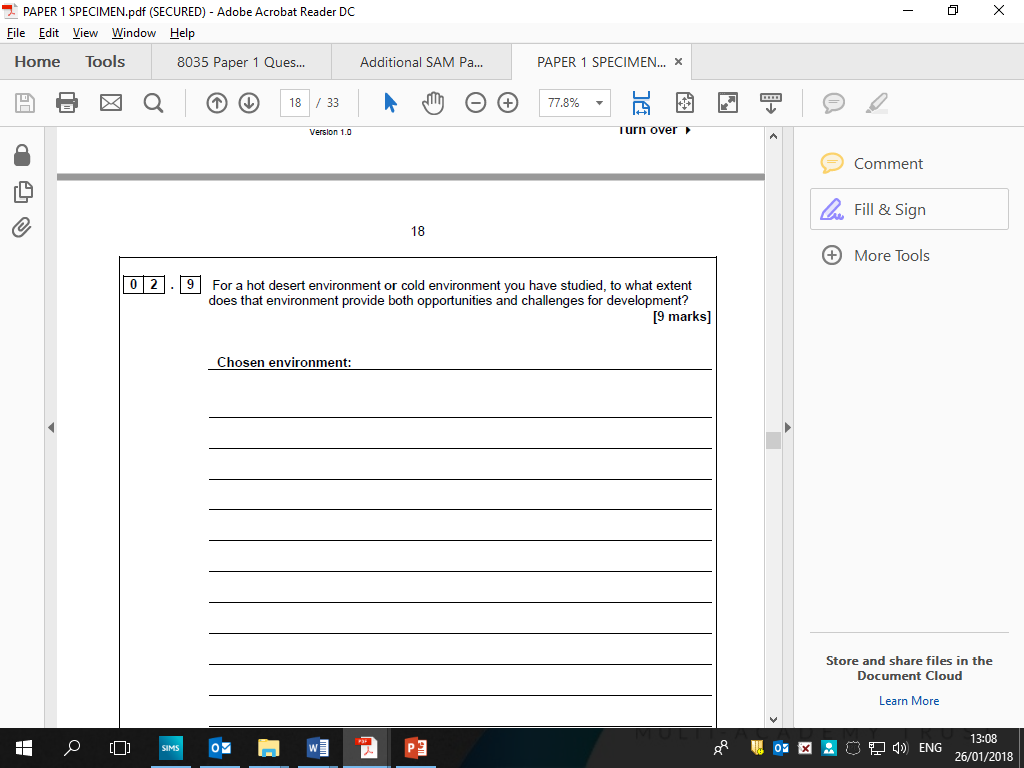 PAPER 1 SPECIMEN.pdf (SECURED) - Adobe Acrobat Reader DC
File Edit View Window Help
Home Tools 8035 Paper 1 Ques... Additional SAM Pa... PAPER 1 SPECIMEN... ×
18 / 33 77.8%
Version 1.0 Turn over
Comment
Fill & Sign
More Tools
18
0 2 . 9 For a hot desert environment or cold environment you have studied, to what extent
does that environment provide both opportunities and challenges for development?
[9 marks]
Chosen environment:
Store and share files in the
Document Cloud
Learn More
MULTI ACADEMY TRUS
SIMS
ENG
13:08
26/01/2018